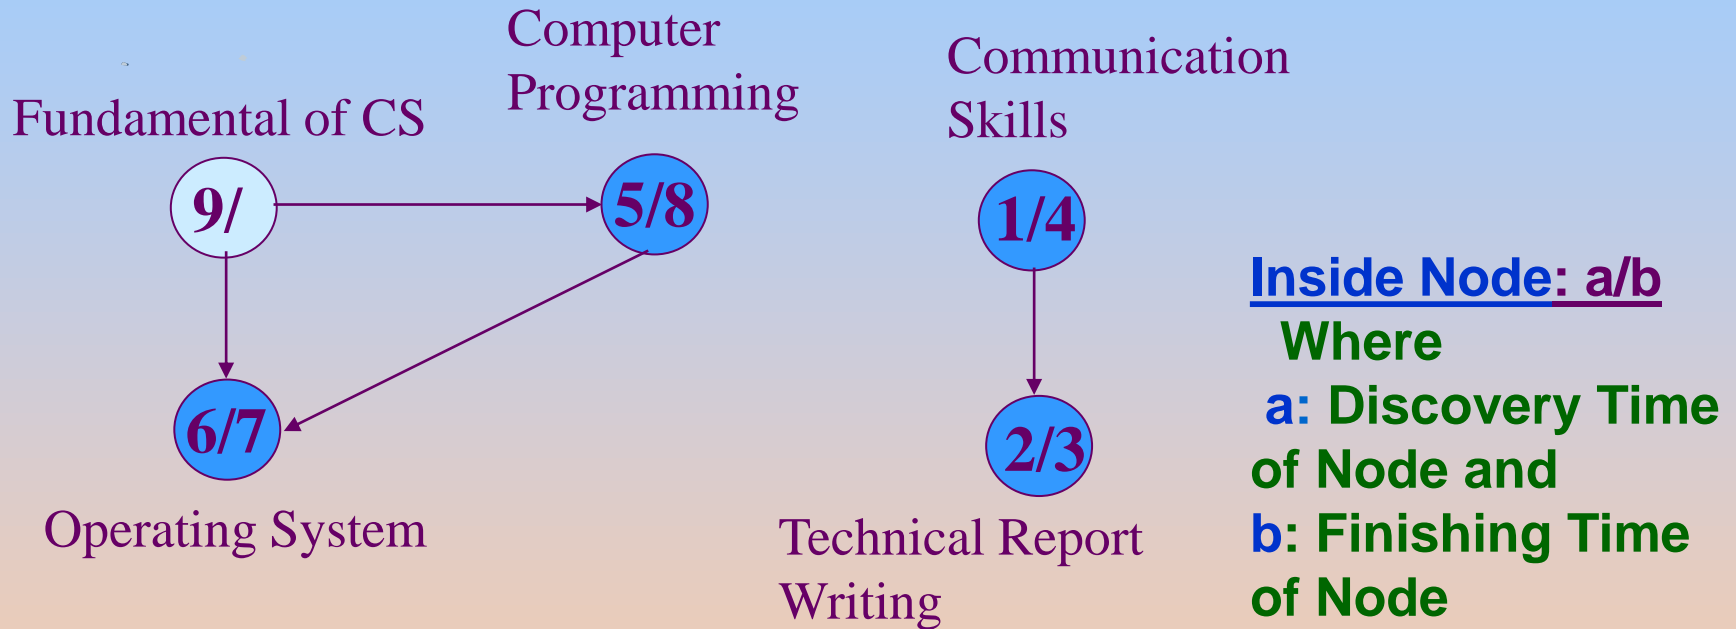 Computer
Programming
Communication
Skills
Fundamental of CS
9/
5/8
1/4
Inside Node: a/b
Where
a: Discovery Time
of Node and
b: Finishing Time
of Node
6/7
2/3
Operating System
Technical Report
Writing